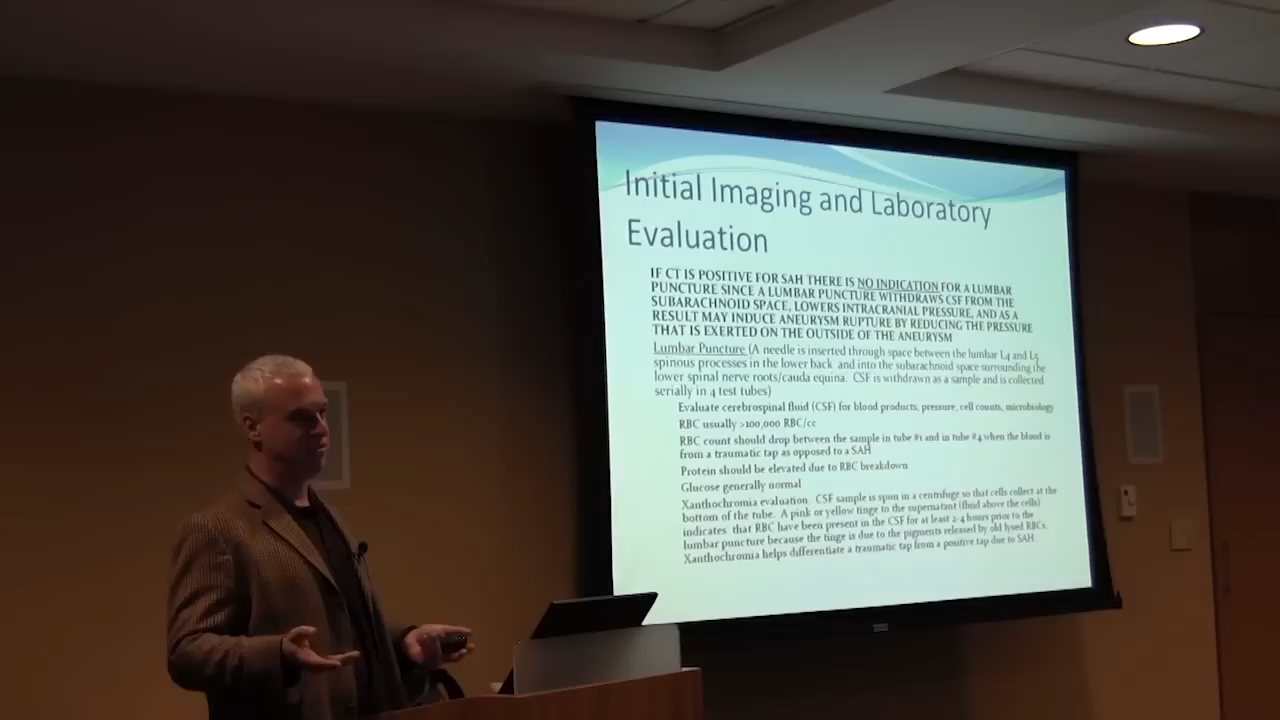 Initial Imaging and Laboratory
Evaluation
IF CT IS POSITIVE FOR SAH THERE IS NO INDICATION FOR A LUMBAR
PUNCTURE SINCE A LUMBAR PUNCTURE WITHDRAWS CSF FROM THE
SUBARACHNOID SPACE, LOWERS INTRACRANIAL PRESSURE, AND AS A
RESULT MAY INDUCE ANEURYSM RUPTURE BY REDUCING THE PRESSURE
THAT IS EXERTED ON THE OUTSIDE OF THE ANEURYSM
Lumbar Puncture (A needle is inserted through space between the lumbar L4 and L5
spinous processes in the lower back and into the subarachnoid space surrounding the
lower spinal nerve roots/cauda equina. CSF is withdrawn as a sample and is collected
serially in 4 test tubes)
Evaluate cerebrospinal fluid (CSF) for blood products, pressure, cell counts, microbiology
RBC usually >100,000 RBC/cc
RBC count should drop between the sample in tube #1 and in tube #4 when the blood is
from a traumatic tap as opposed to a SAH
Protein should be elevated due to RBC breakdown
Glucose generally normal
Xanthochromia evaluation. CSF sample is spun in a centrifuge so that cells collect at the
bottom of the tube. A pink or yellow tinge to the supernatant (fluid above the cells)
indicates that RBC have been present in the CSF for at least 2-4 hours prior to the
lumbar puncture because the tinge is due to the pigments released by old lysed RBCs.
Xanthochromia helps differentiate a traumatic tap from a positive tap due to SAH.